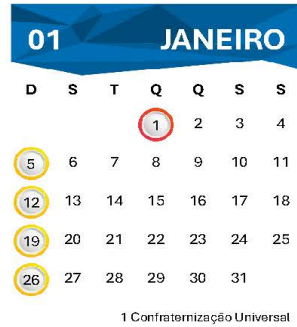 01 JANEIRO
D S T Q Q S S
1 2 3 4
5 6 7 8 9 10 11
12 13 14 15 16 17 18
19 20 21 22 23 24 25
26 27 28 29 30 31
1 Confraternização Universal